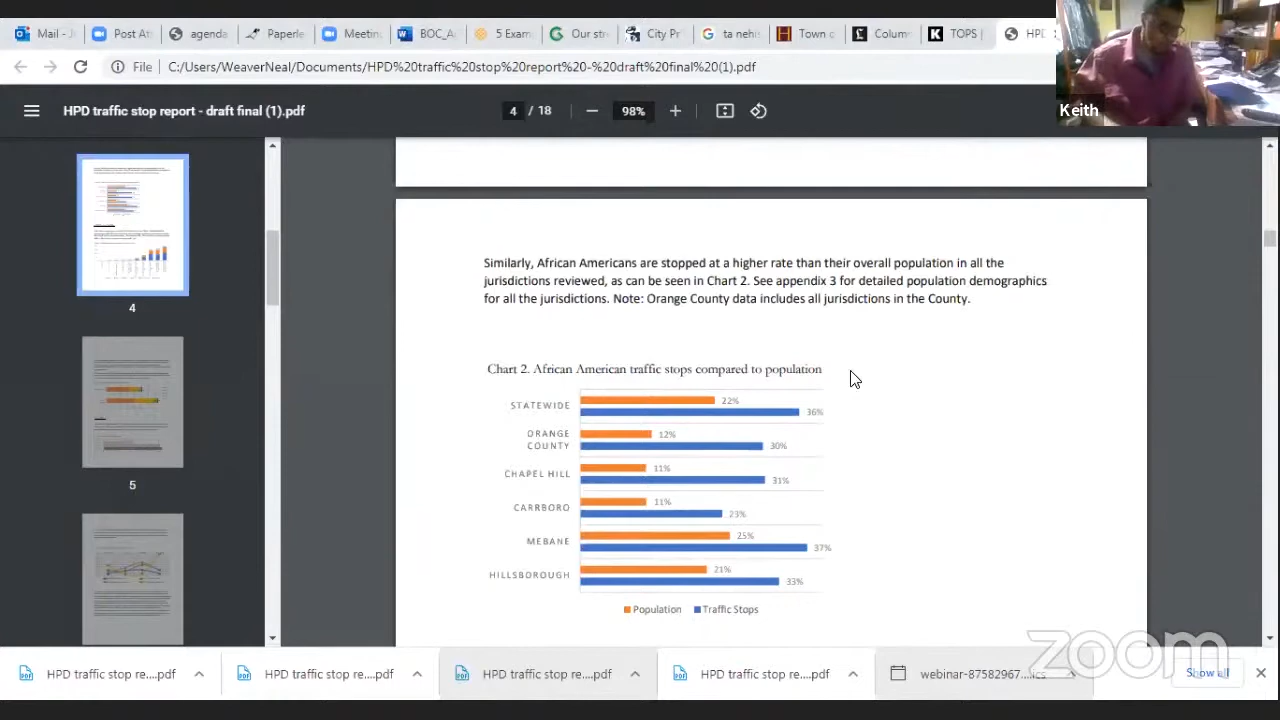 Mail - J
Post At
agenda
Paperle
Meetin
BOC_A
5 Exam
Our str
City Pr
ta nehis
Town o
Colum
TOPS (
HPD
File | C:/Users/WeaverNeal/Documents/HPD%20traffic%20stop%20report%20-%20draft%20final%20(1).pdf
Keith
HPD traffic stop report - draft final (1).pdf
4 / 18
98%
4
5
Similarly, African Americans are stopped at a higher rate than their overall population in all the
jurisdictions reviewed, as can be seen in Chart 2. See appendix 3 for detailed population demographics
for all the jurisdictions. Note: Orange County data includes all jurisdictions in the County.
Chart 2. African American traffic stops compared to population
STATEWIDE 22% 36%
ORANGE COUNTY 12% 30%
CHAPEL HILL 11% 31%
CARRBORO 11% 23%
MEBANE 25% 37%
HILLSBOROUGH 21% 33%
Population Traffic Stops
HPD traffic stop re....pdf
HPD traffic stop re....pdf
HPD traffic stop re....pdf
HPD traffic stop re....pdf
webinar-87582967....ics
Show all
zoom